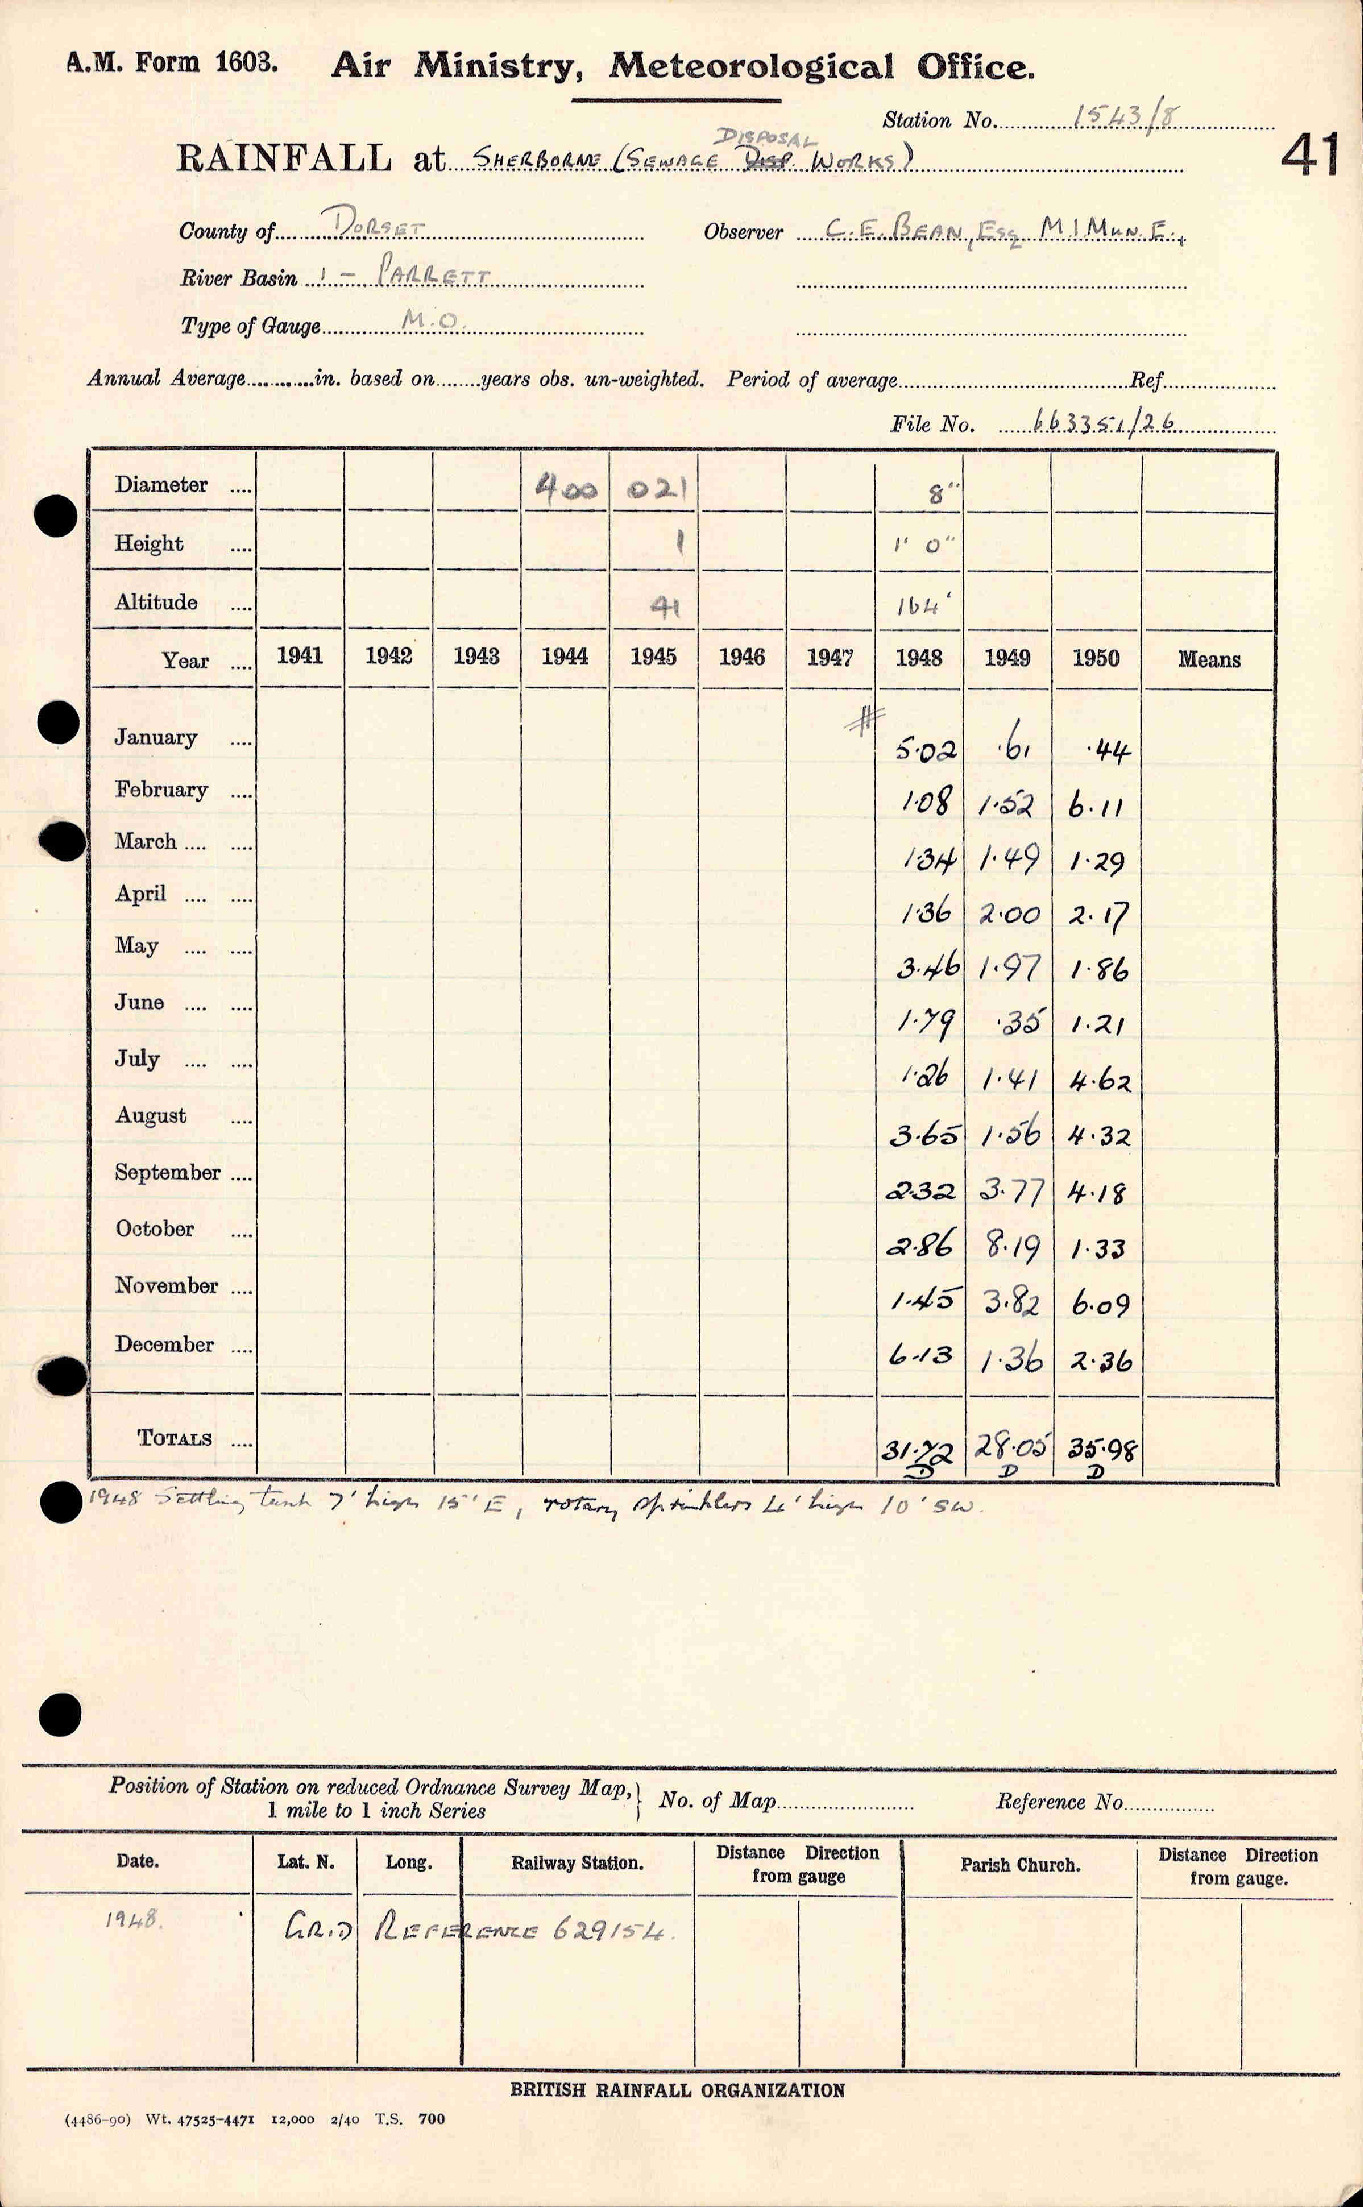 A.M. Form 1603. Air Ministry, Meteorological Office.
Station No. 1543/8
41
DISPOSAL
RAINFALL at SHERBORNE (SEWAGE DISP. WORKS)
County of DORSET Observer C.E. BEAN, ESQ M.I.MUN.E.,
River Basin 1 - PARRETT
Type of Gauge M.O.
Annual Average in. based on years obs. un-weighted. Period of average Ref.
File No. 663351/26
Diameter 400 021 8"
Height 1 1' 0"
Altitude 41 164'
Year 1941 1942 1943 1944 1945 1946 1947 1948 1949 1950 Means
January 5.02 .61 .44
February 1.08 1.52 6.11
March 1.34 1.49 1.29
April 1.36 2.00 2.17
May 3.46 1.97 1.86
June 1.79 .35 1.21
July 1.26 1.41 4.62
August 3.65 1.56 4.32
September 2.32 3.77 4.18
October 2.86 8.19 1.33
November 1.45 3.82 6.09
December 6.13 1.36 2.36
TOTALS 31.72 28.05 35.98
D D D
1948 Settling tank 7' high 15' E, rotary sprinklers 4' high 10' SW.
Position of Station on reduced Ordnance Survey Map, } No. of Map Reference No.
1 mile to 1 inch Series
Date. Lat. N. Long. Railway Station. Distance Direction from gauge Parish Church. Distance Direction from gauge.
1948. GRID REFERENCE 629154.
BRITISH RAINFALL ORGANIZATION
(4486-90) Wt. 47525-4471 12,000 2/40 T.S. 700